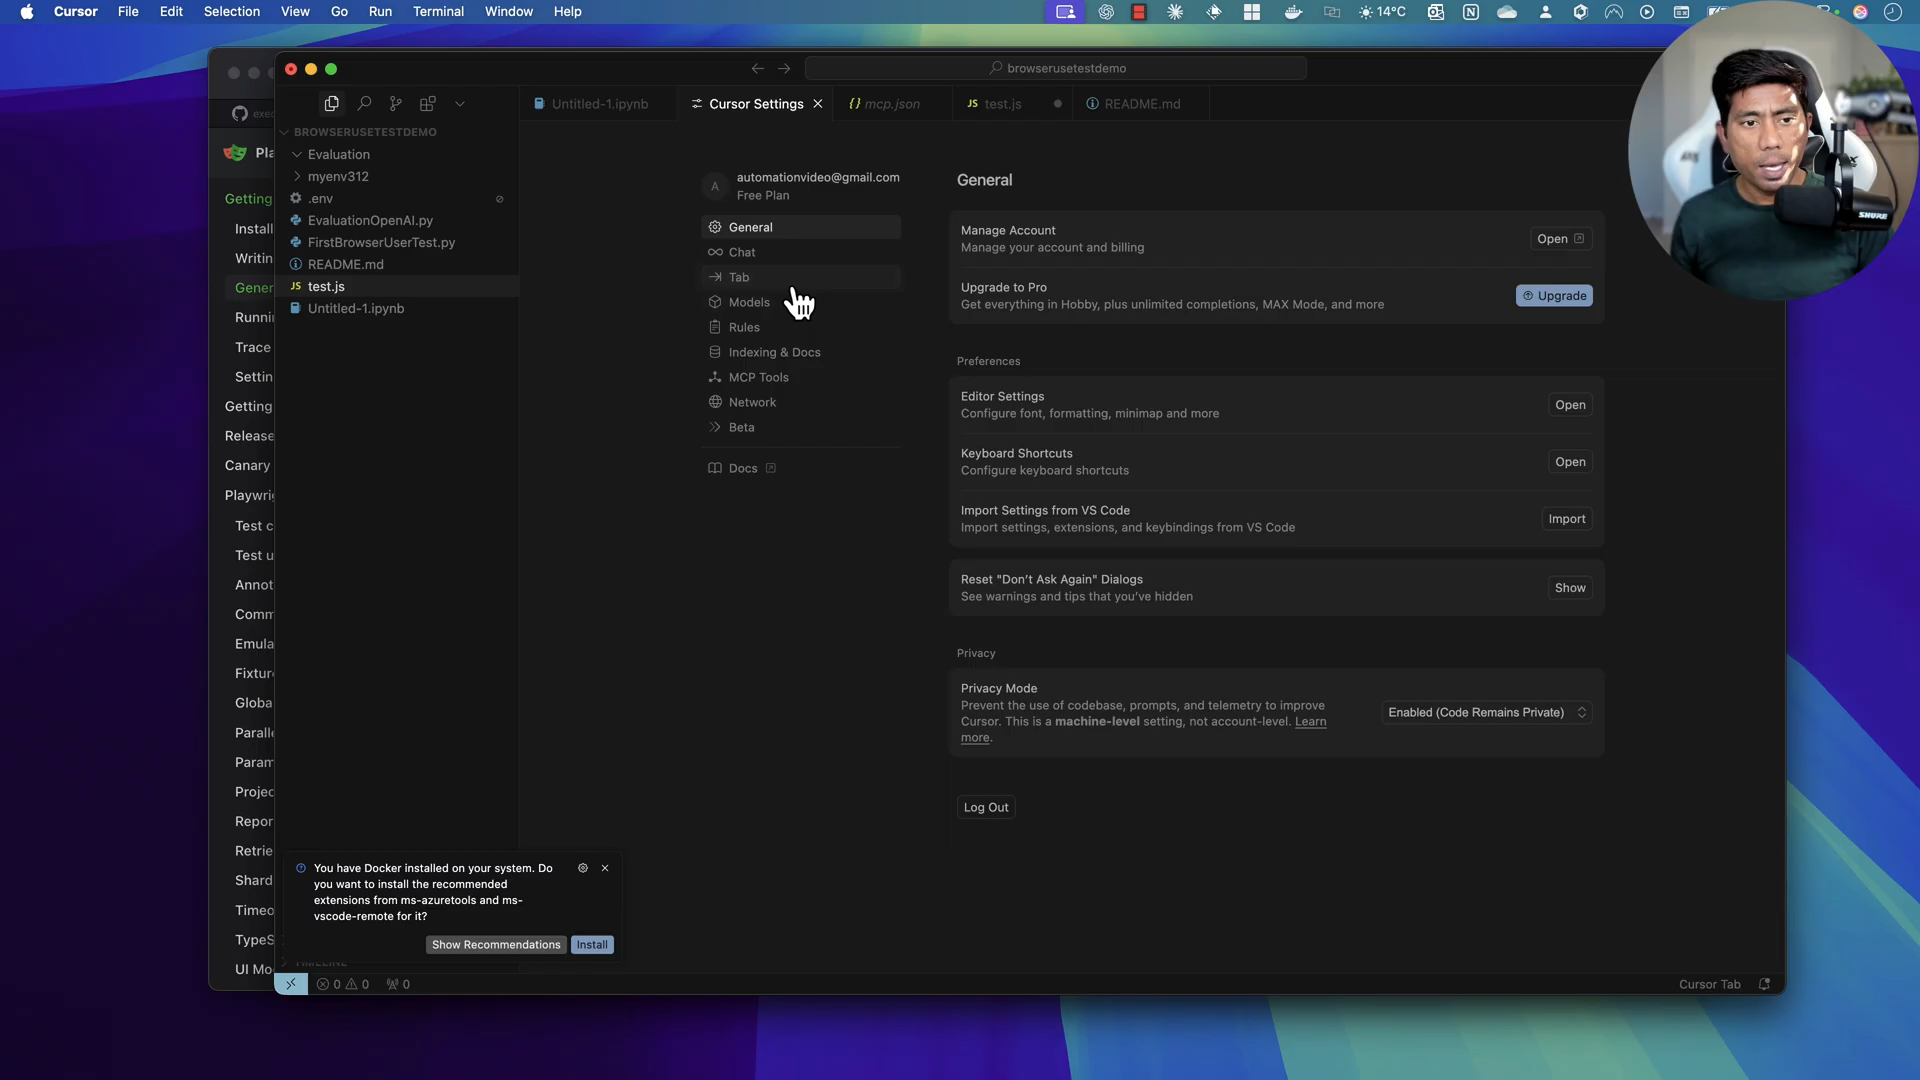 Cursor File Edit Selection View Go Run Terminal Window Help
14°C
browserusetestdemo
Untitled-1.ipynb
Cursor Settings
{} mcp.json
JS test.js
README.md
BROWSERUSETESTDEMO
Evaluation
myenv312
.env
EvaluationOpenAI.py
FirstBrowserUserTest.py
README.md
JS test.js
Untitled-1.ipynb
exec
Pla
Getting
Install
Writin
Gener
Runni
Trace
Settin
Getting
Release
Canary
Playwri
Test c
Test u
Annot
Comm
Emula
Fixtur
Globa
Paralle
Param
Projec
Repor
Retrie
Shard
Timeo
TypeS
UI Mo
A
automationvideo@gmail.com
Free Plan
General
Chat
Tab
Models
Rules
Indexing & Docs
MCP Tools
Network
Beta
Docs
General
Manage Account
Manage your account and billing
Open
Upgrade to Pro
Get everything in Hobby, plus unlimited completions, MAX Mode, and more
Upgrade
Preferences
Editor Settings
Configure font, formatting, minimap and more
Open
Keyboard Shortcuts
Configure keyboard shortcuts
Open
Import Settings from VS Code
Import settings, extensions, and keybindings from VS Code
Import
Reset "Don't Ask Again" Dialogs
See warnings and tips that you've hidden
Show
Privacy
Privacy Mode
Prevent the use of codebase, prompts, and telemetry to improve
Cursor. This is a machine-level setting, not account-level. Learn
more.
Enabled (Code Remains Private)
Log Out
You have Docker installed on your system. Do
you want to install the recommended
extensions from ms-azuretools and ms-
vscode-remote for it?
Show Recommendations
Install
TIMELINE
0 0 0
Cursor Tab
SHURE